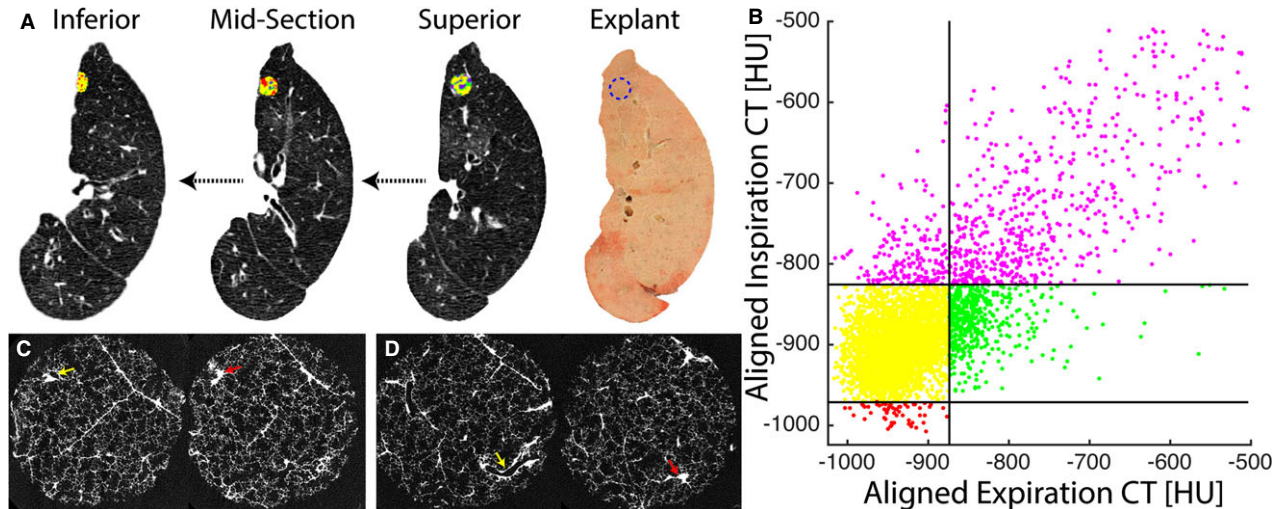 A Inferior Mid-Section Superior Explant
B
-500
-600
-700
-800
-900
-1000
Aligned Inspiration CT [HU]
-1000 -900 -800 -700 -600 -500
Aligned Expiration CT [HU]
C
D